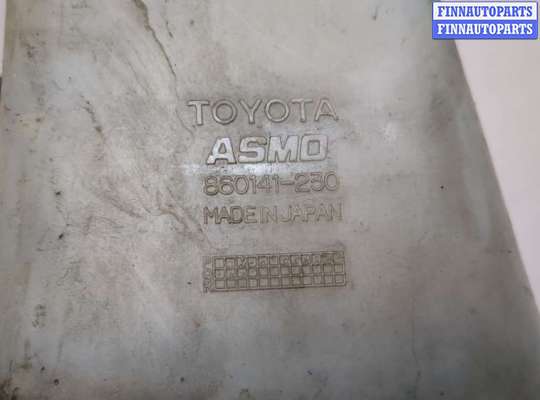 FINNAUTOPARTS
FINNAUTOPARTS
TOYOTA
ASMO
860141-230
MADE IN JAPAN